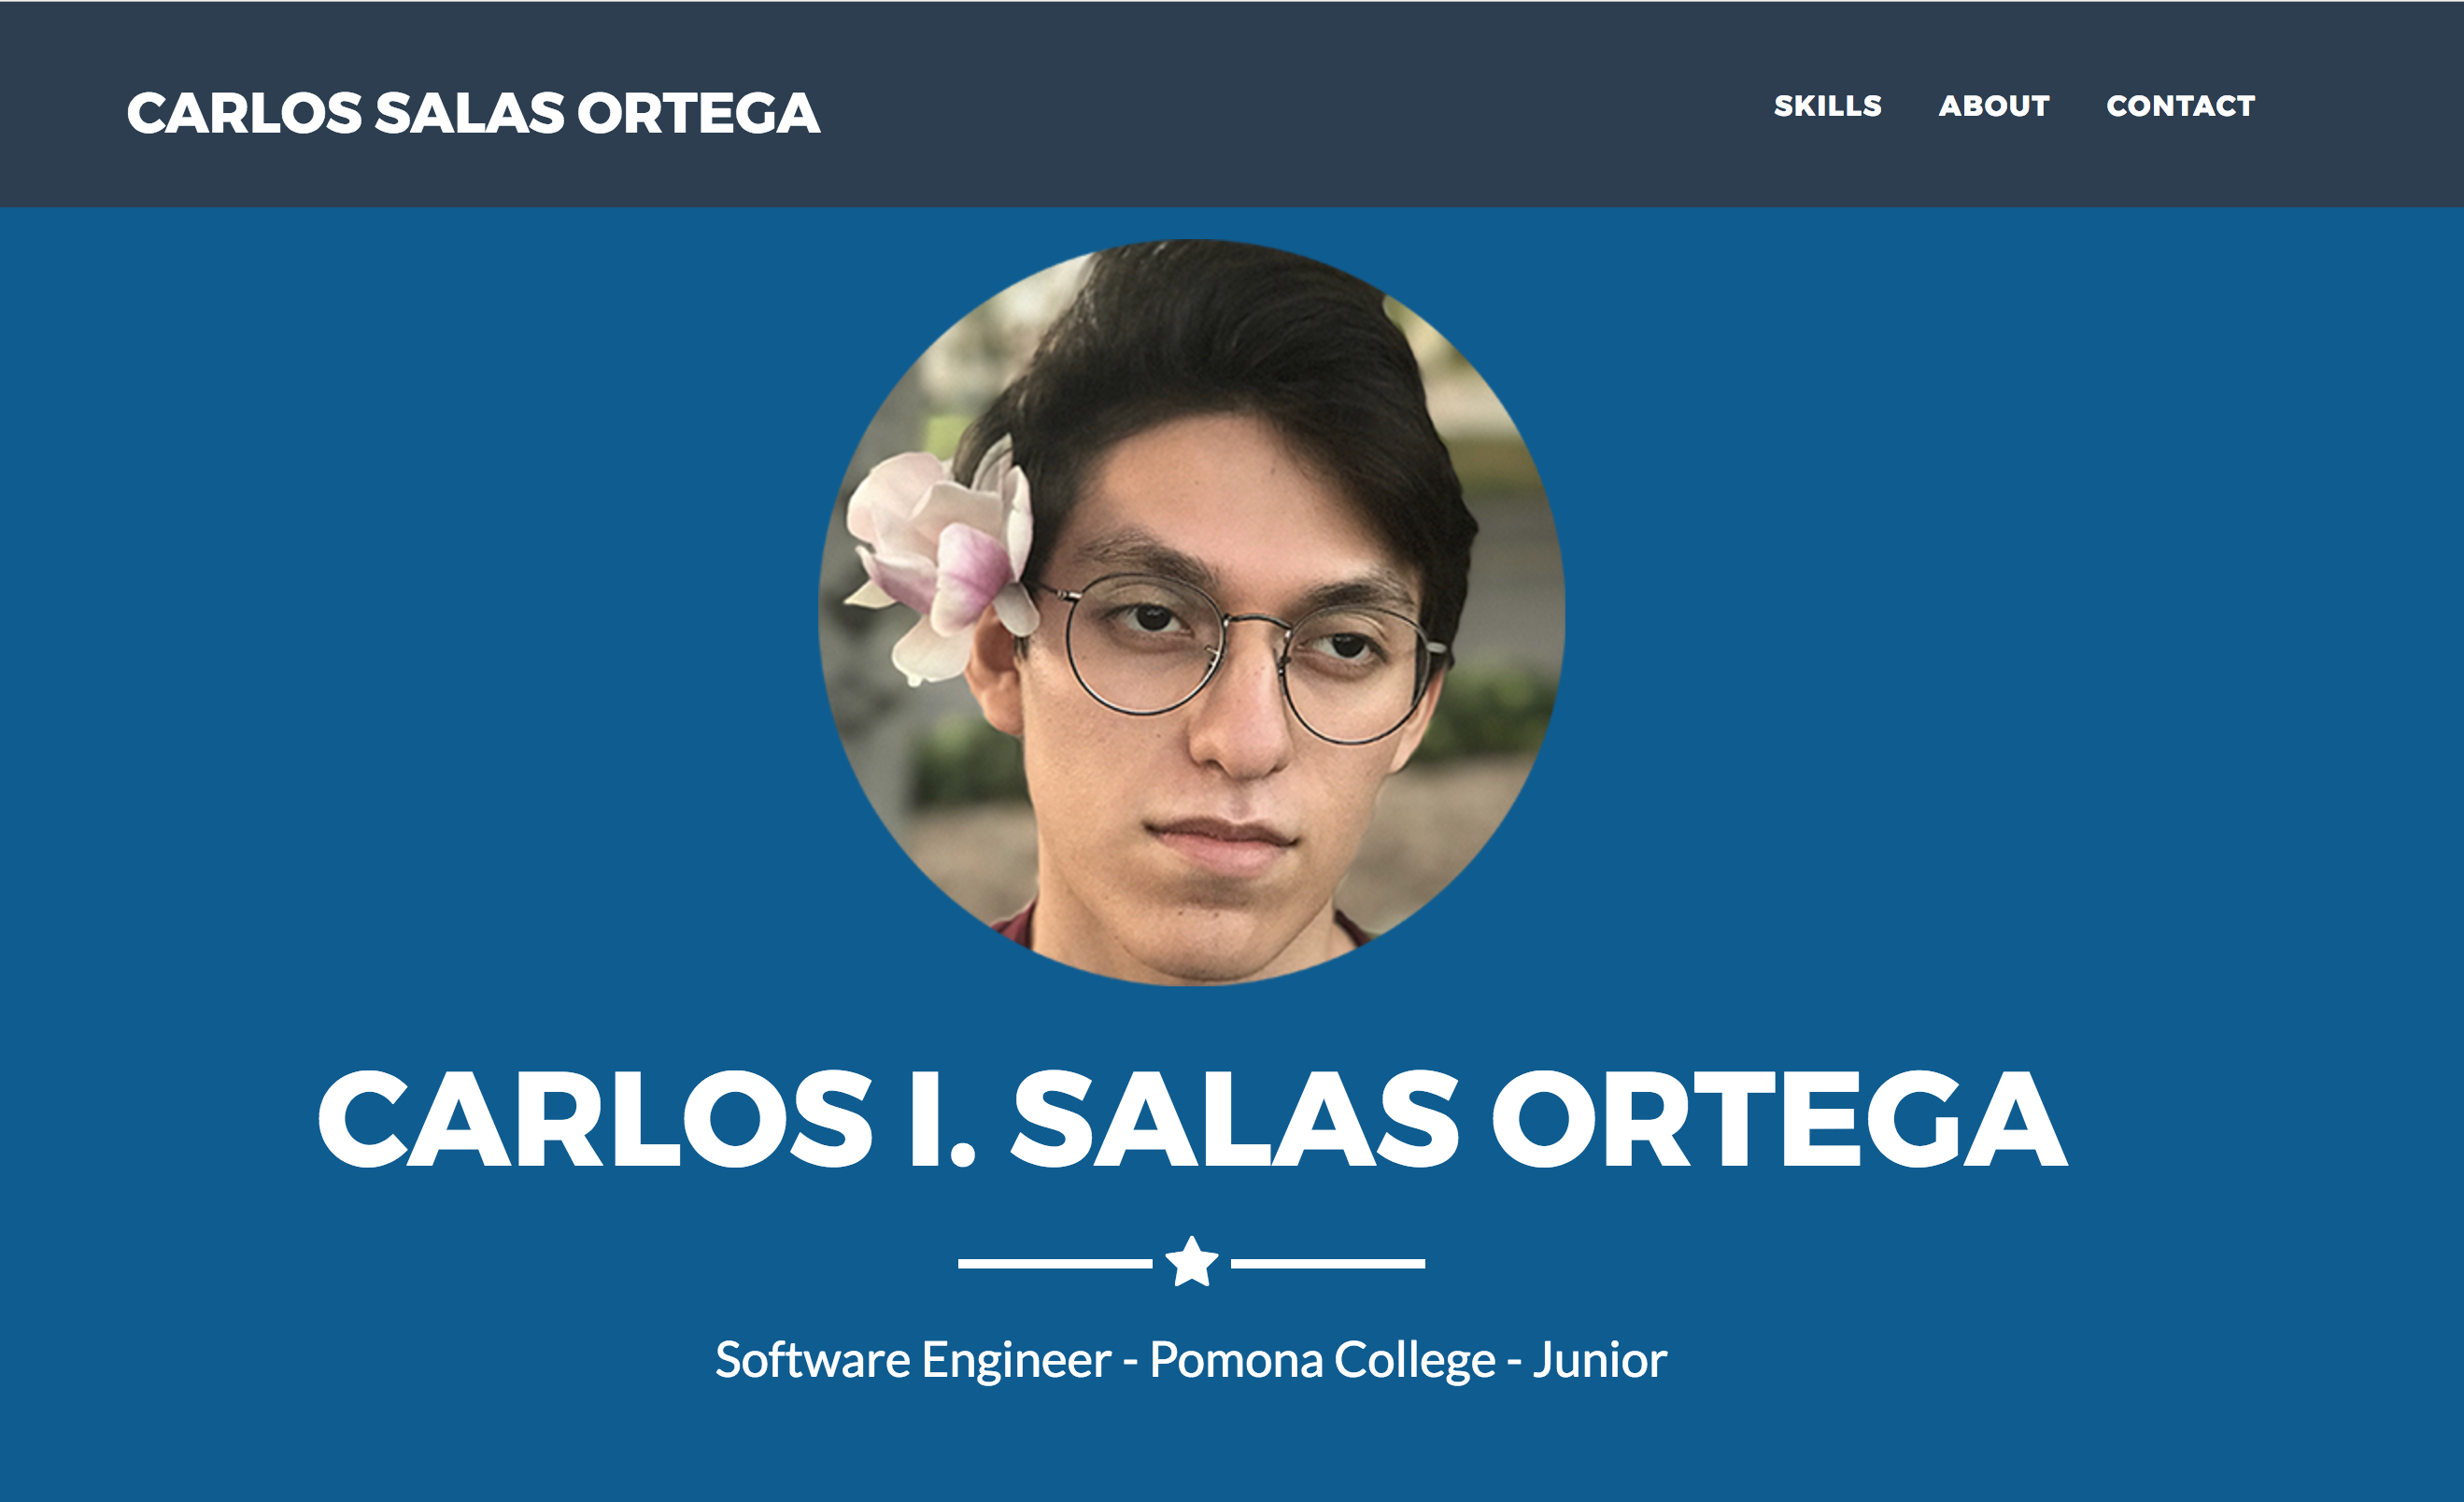 CARLOS SALAS ORTEGA
SKILLS ABOUT CONTACT
CARLOS I. SALAS ORTEGA
Software Engineer - Pomona College - Junior